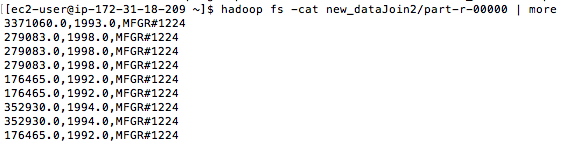 [[ec2-user@ip-172-31-18-209 ~]$ hadoop fs -cat new_dataJoin2/part-r-00000 | more
3371060.0,1993.0,MFGR#1224
279083.0,1998.0,MFGR#1224
279083.0,1998.0,MFGR#1224
279083.0,1998.0,MFGR#1224
176465.0,1992.0,MFGR#1224
176465.0,1992.0,MFGR#1224
352930.0,1994.0,MFGR#1224
352930.0,1994.0,MFGR#1224
176465.0,1992.0,MFGR#1224